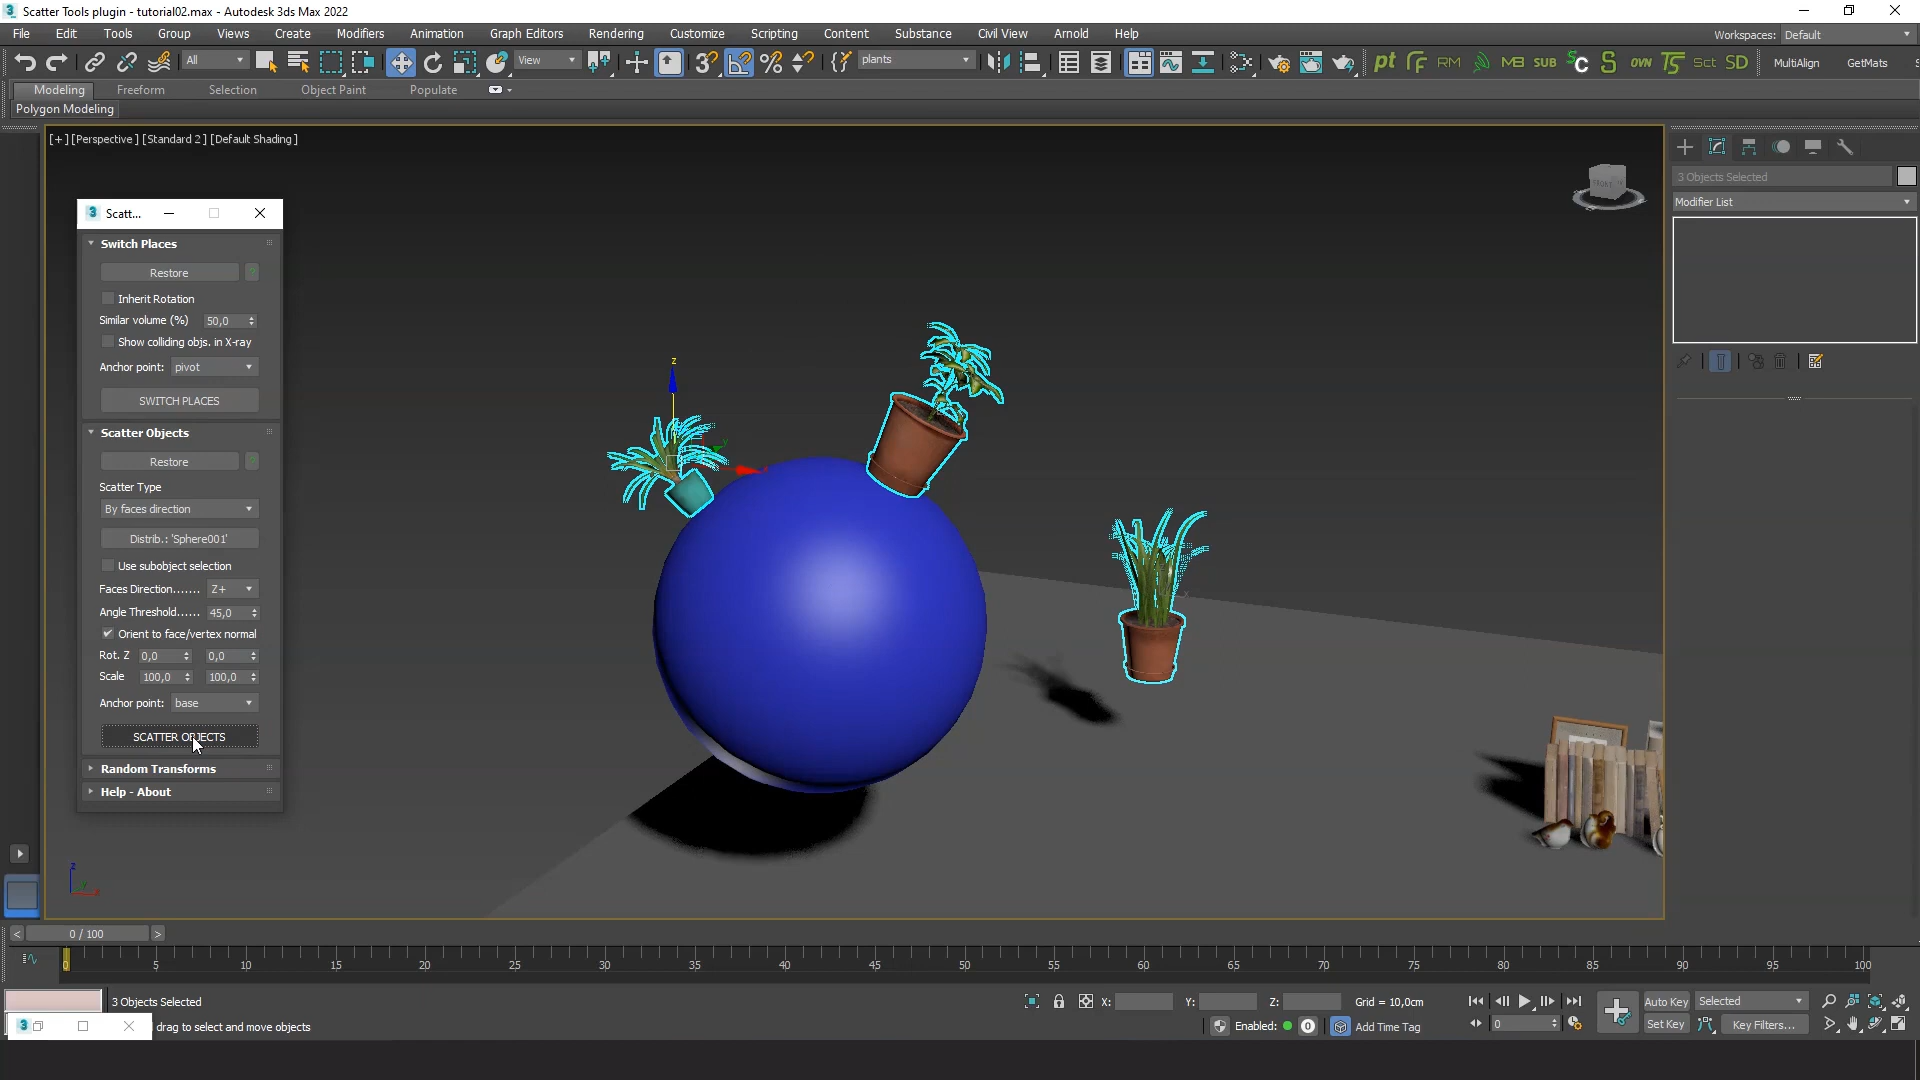 Scatter Tools plugin - tutorial02.max - Autodesk 3ds Max 2022
File Edit Tools Group Views Create Modifiers Animation Graph Editors Rendering Customize Scripting Content Substance Civil View Arnold Help
Workspaces: Default
All View plants pt RM MB SUB OVN TS Sct SD MultiAlign GetMats
Modeling Freeform Selection Object Paint Populate
Polygon Modeling
[+] [Perspective] [Standard 2] [Default Shading]
3 Objects Selected
Modifier List
Scatt...
Switch Places
Restore ?
Inherit Rotation
Similar volume (%) 50,0
Show colliding objs. in X-ray
Anchor point: pivot
SWITCH PLACES
Scatter Objects
Restore ?
Scatter Type
By faces direction
Distrib.: 'Sphere001'
Use subobject selection
Faces Direction....... Z+
Angle Threshold...... 45,0
Orient to face/vertex normal
Rot. Z 0,0 0,0
Scale 100,0 100,0
Anchor point: base
SCATTER OBJECTS
Random Transforms
Help - About
z
z
< 0 / 100 >
0 5 10 15 20 25 30 35 40 45 50 55 60 65 70 75 80 85 90 95 100
3 Objects Selected X: Y: Z: Grid = 10,0cm Auto Key Selected
drag to select and move objects Enabled: 0 Add Time Tag 0 Set Key Key Filters...